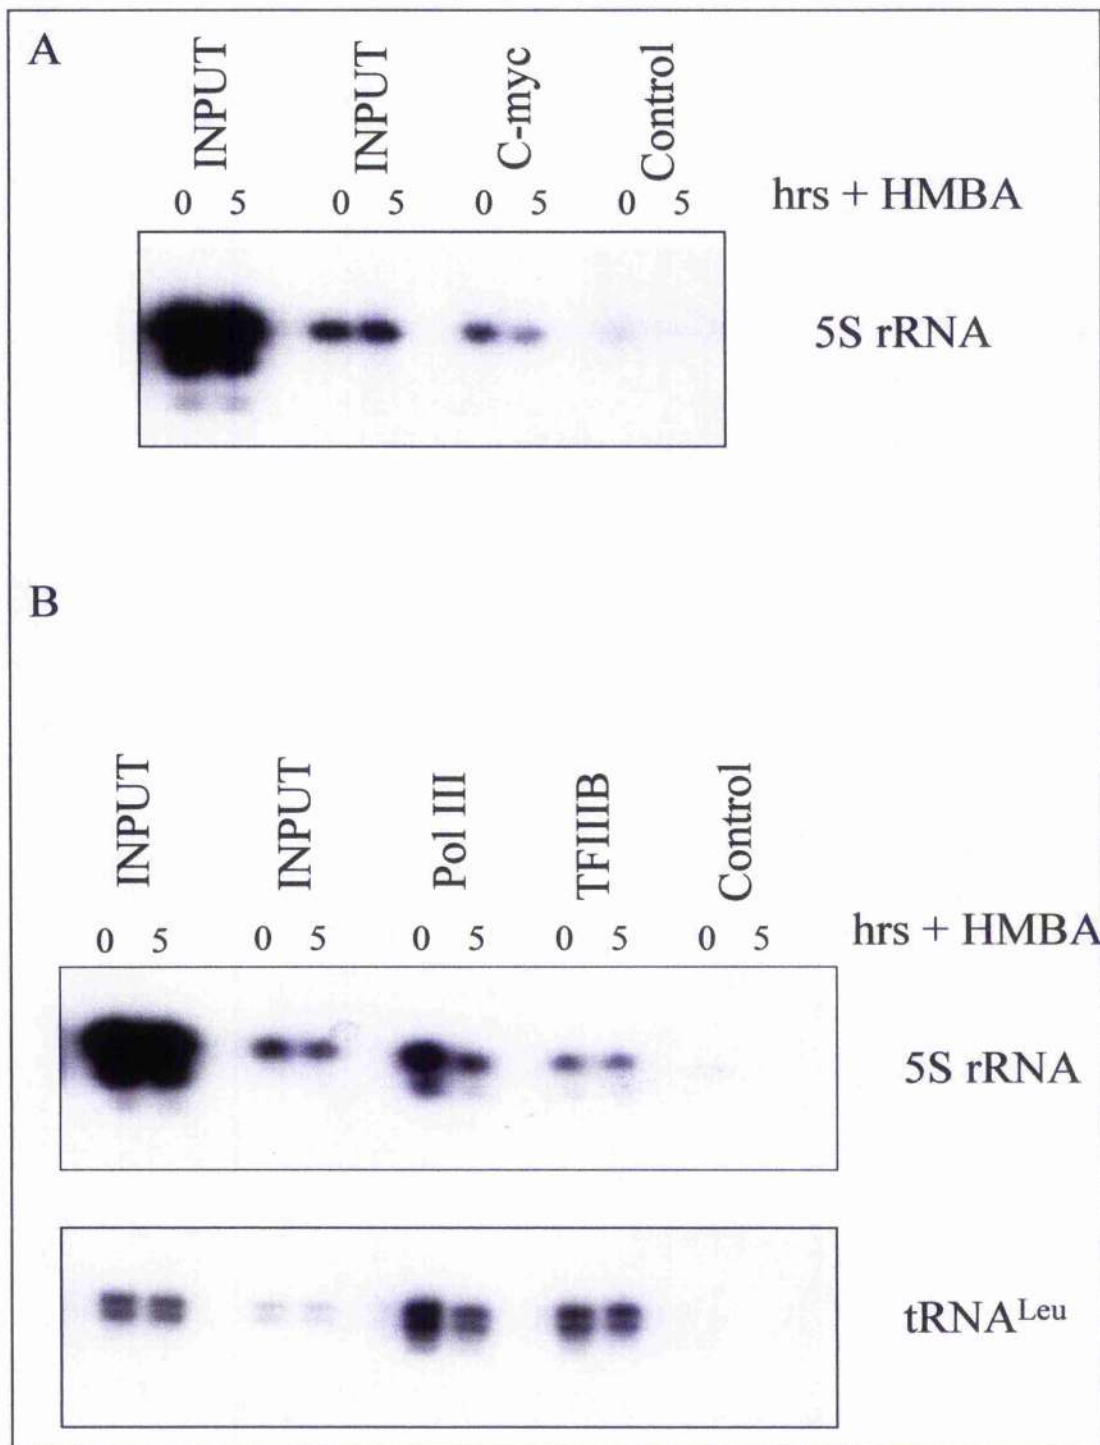 A
INPUT INPUT C-myc Control
0 5 0 5 0 5 0 5 hrs + HMBA
5S rRNA
B
INPUT INPUT Pol III TFIIIB Control
0 5 0 5 0 5 0 5 0 5 hrs + HMBA
5S rRNA
tRNA^Leu